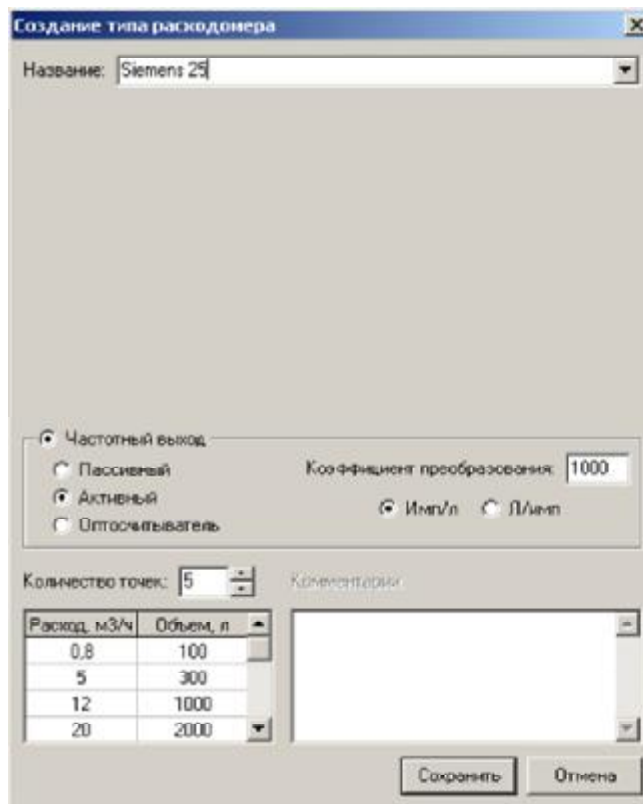 Создание типа расходомера
Название: Siemens 25
Частотный выход
Пассивный
Коэффициент преобразования: 1000
Активный
Имп/л Л/имп
Оптосчитыватель
Количество точек: 5
Комментарии:
Расход, м3/ч Объем, л
0,8 100
5 300
12 1000
20 2000
Сохранить Отмена